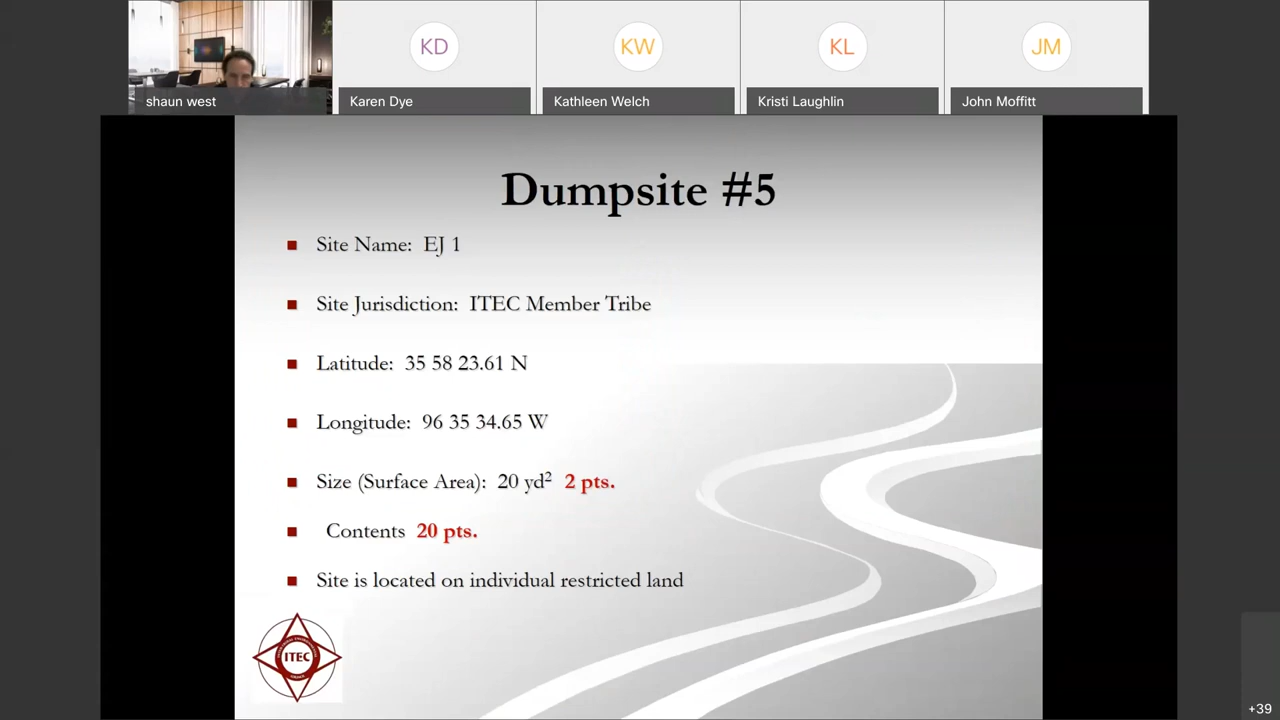 KD
KW
KL
JM
shaun west
Karen Dye
Kathleen Welch
Kristi Laughlin
John Moffitt
Dumpsite #5
Site Name: EJ 1
Site Jurisdiction: ITEC Member Tribe
Latitude: 35 58 23.61 N
Longitude: 96 35 34.65 W
Size (Surface Area): 20 yd² 2 pts.
Contents 20 pts.
Site is located on individual restricted land
ITEC
+39